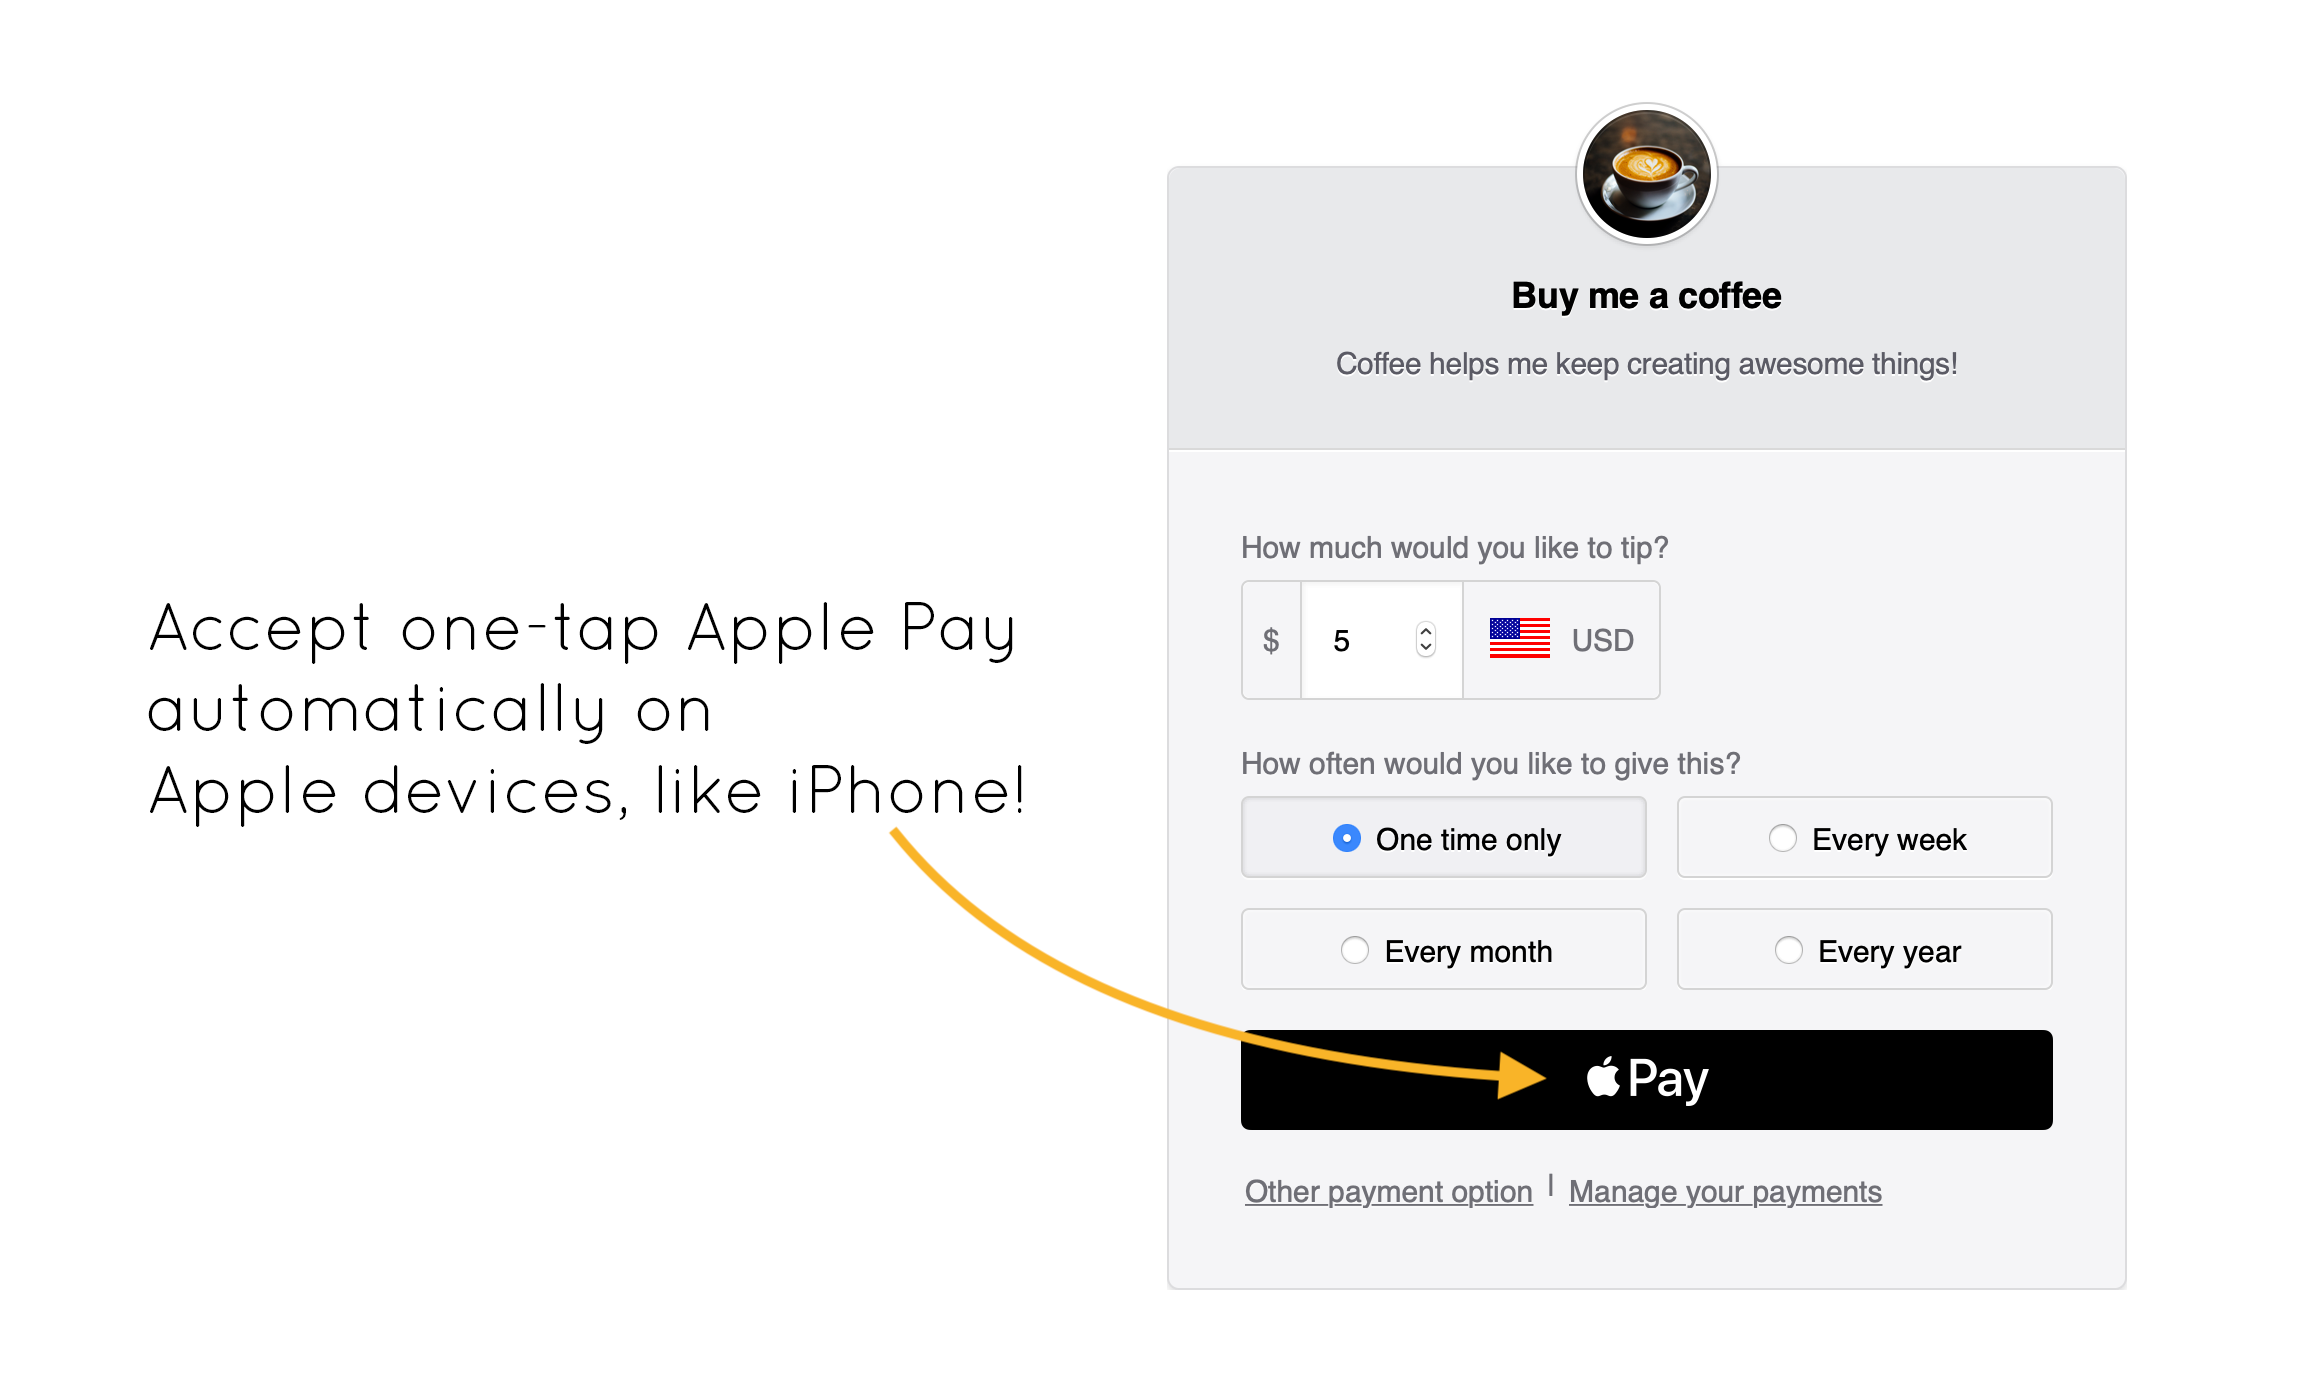 Accept one-tap Apple Pay
automatically on
Apple devices, like iPhone!
Buy me a coffee
Coffee helps me keep creating awesome things!
How much would you like to tip?
$ 5 USD
How often would you like to give this?
One time only
Every week
Every month
Every year
Pay
Other payment option | Manage your payments